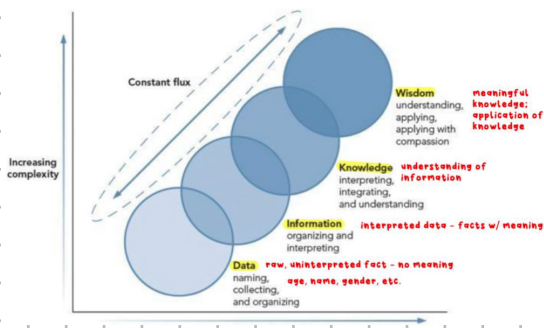 Constant flux
Increasing
complexity
Wisdom
understanding,
applying,
applying with
compassion
meaningful
knowledge;
application of
knowledge
Knowledge
interpreting,
integrating,
and understanding
understanding of
information
Information
organizing and
interpreting
interpreted data - facts w/ meaning
Data
naming,
collecting,
and organizing
raw, uninterpreted fact - no meaning
age, name, gender, etc.